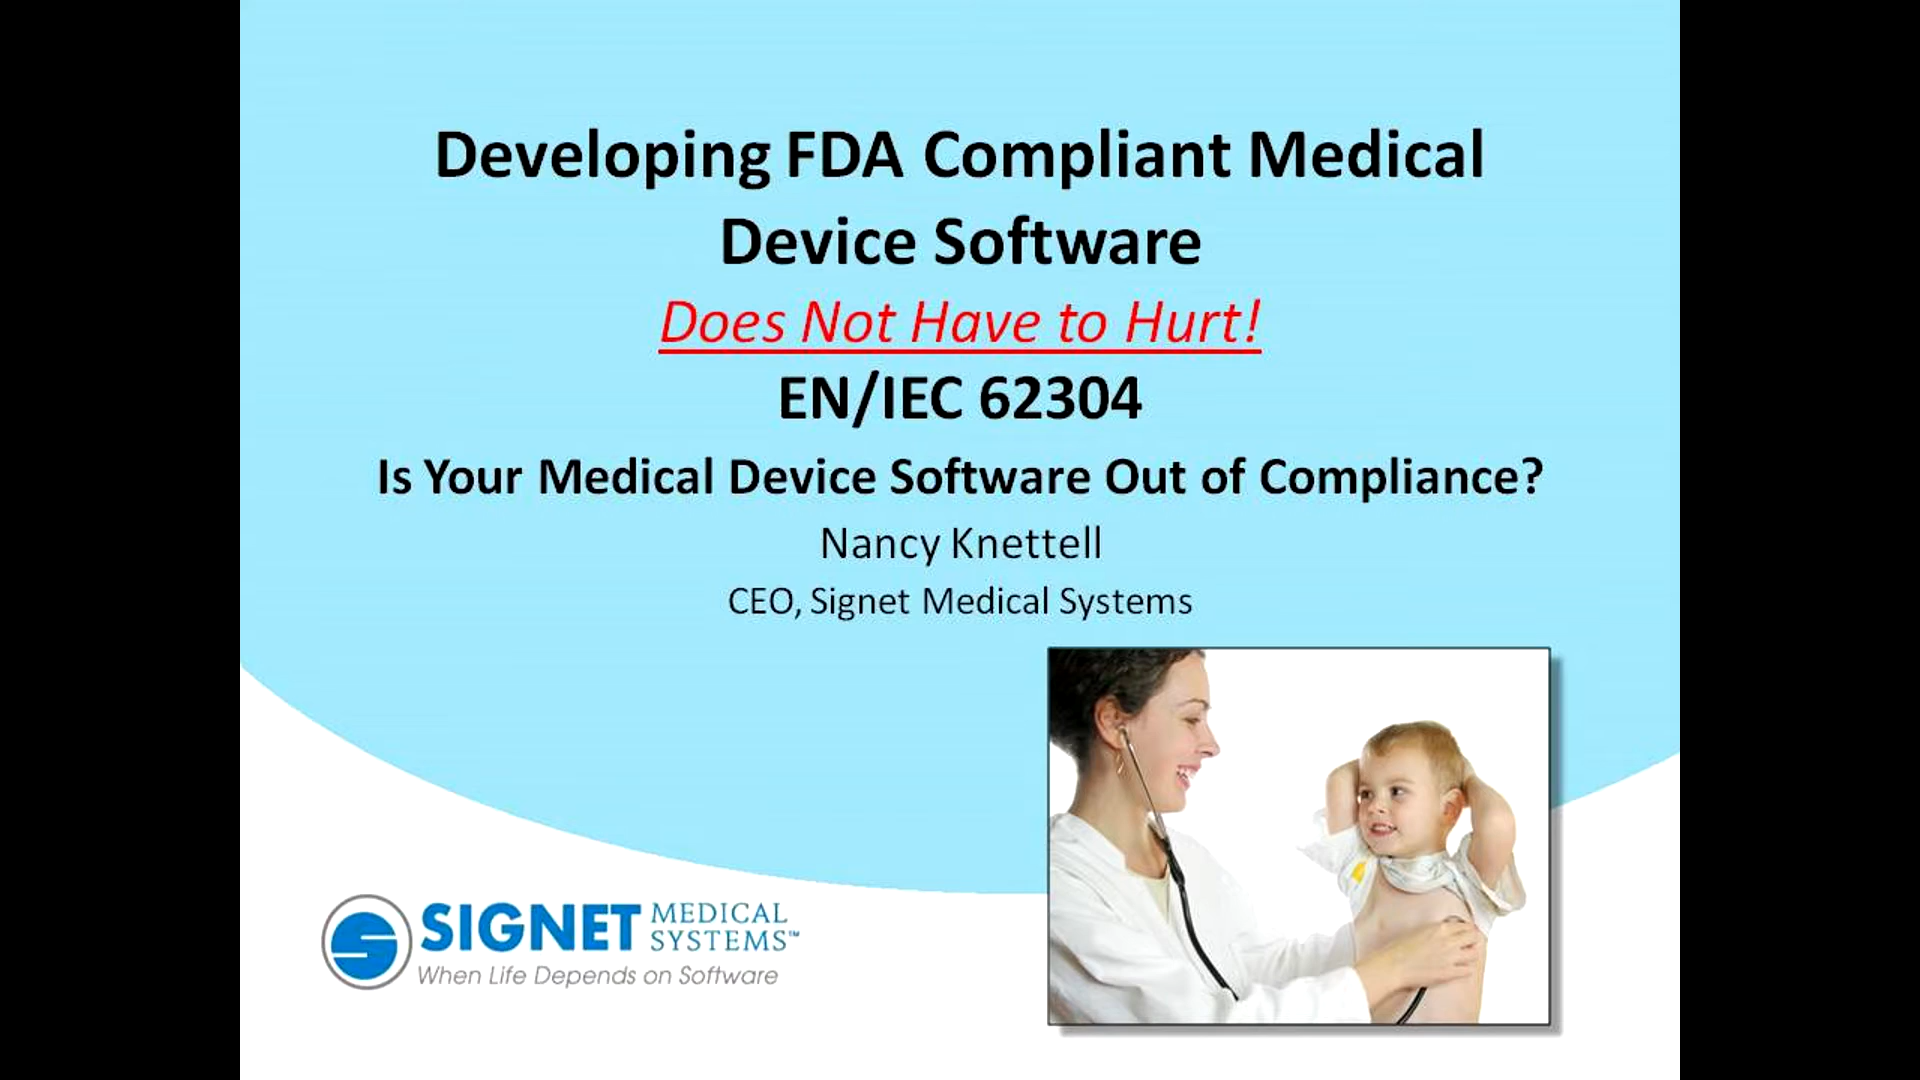 Developing FDA Compliant Medical
Device Software
Does Not Have to Hurt!
EN/IEC 62304
Is Your Medical Device Software Out of Compliance?
Nancy Knettell
CEO, Signet Medical Systems
SIGNET MEDICAL SYSTEMS™
When Life Depends on Software